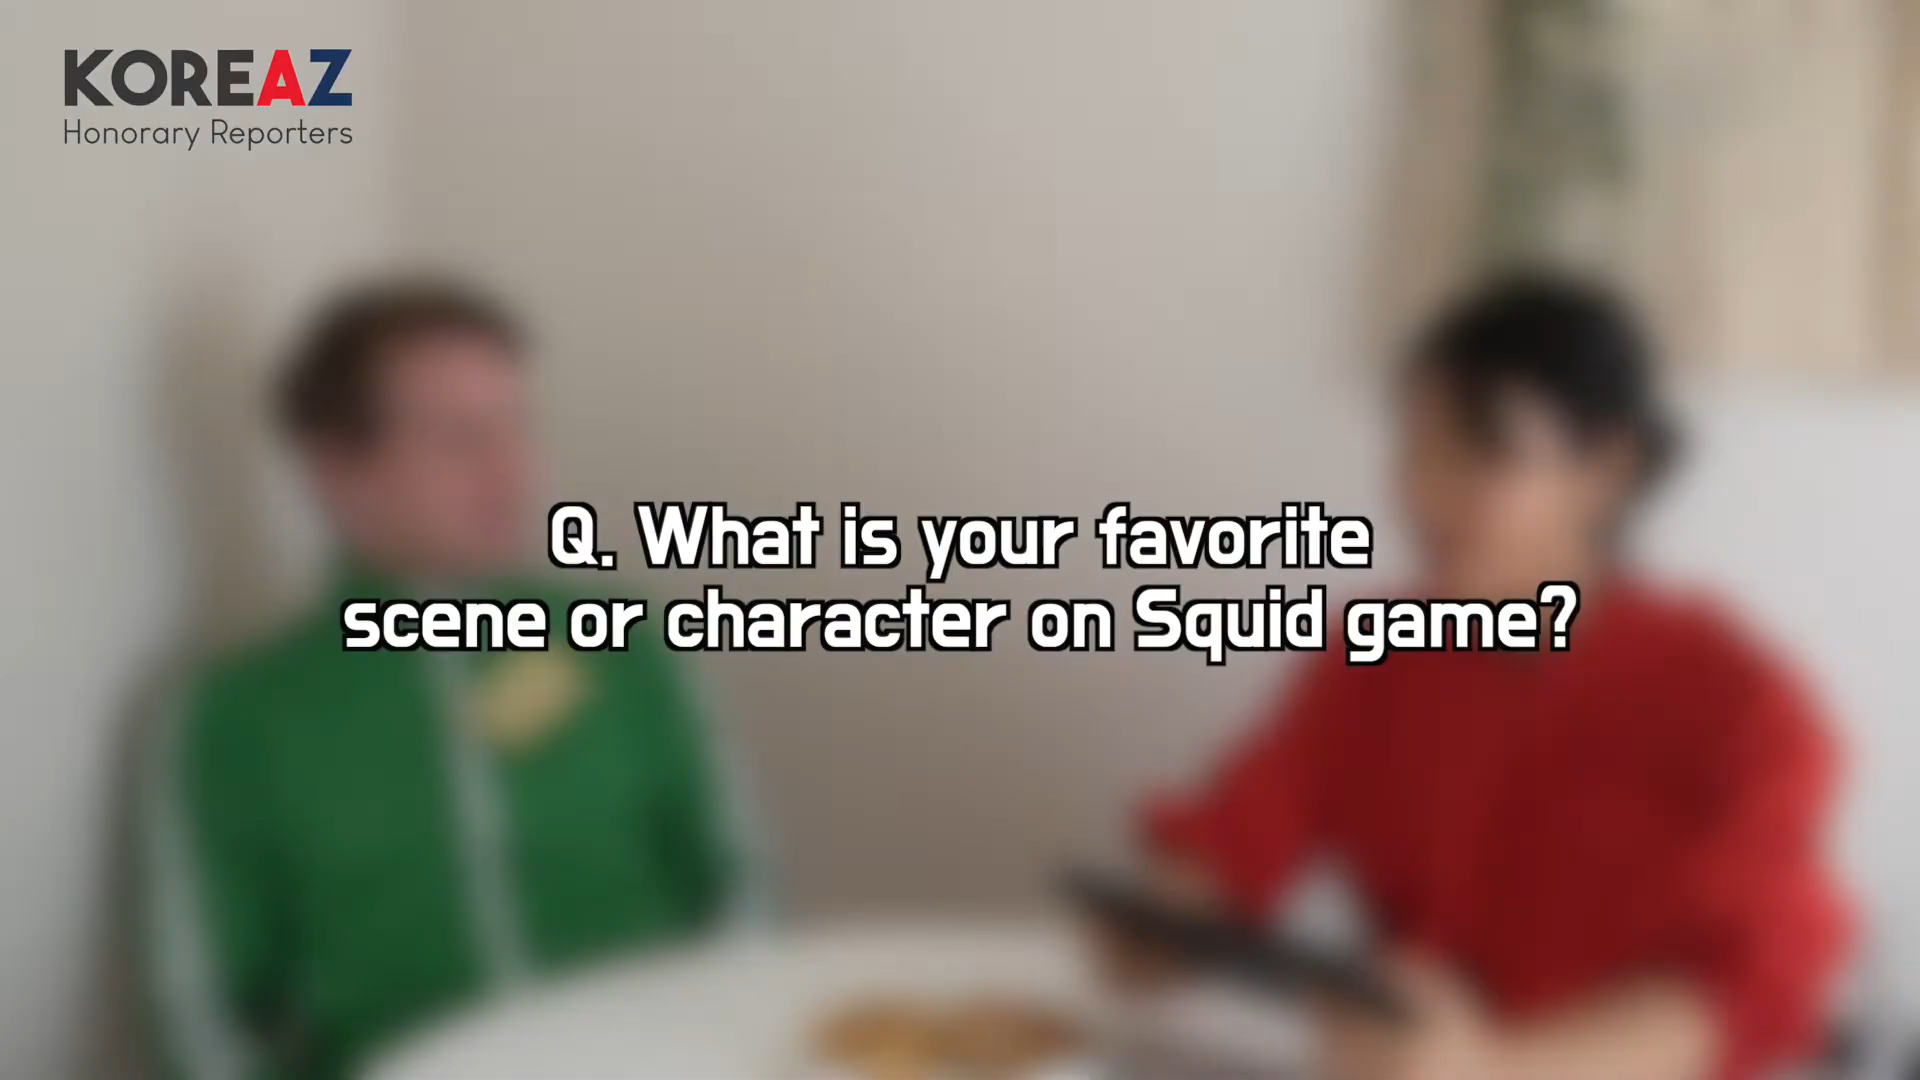 KOREAZ
Honorary Reporters
Q. What is your favorite
scene or character on Squid game?